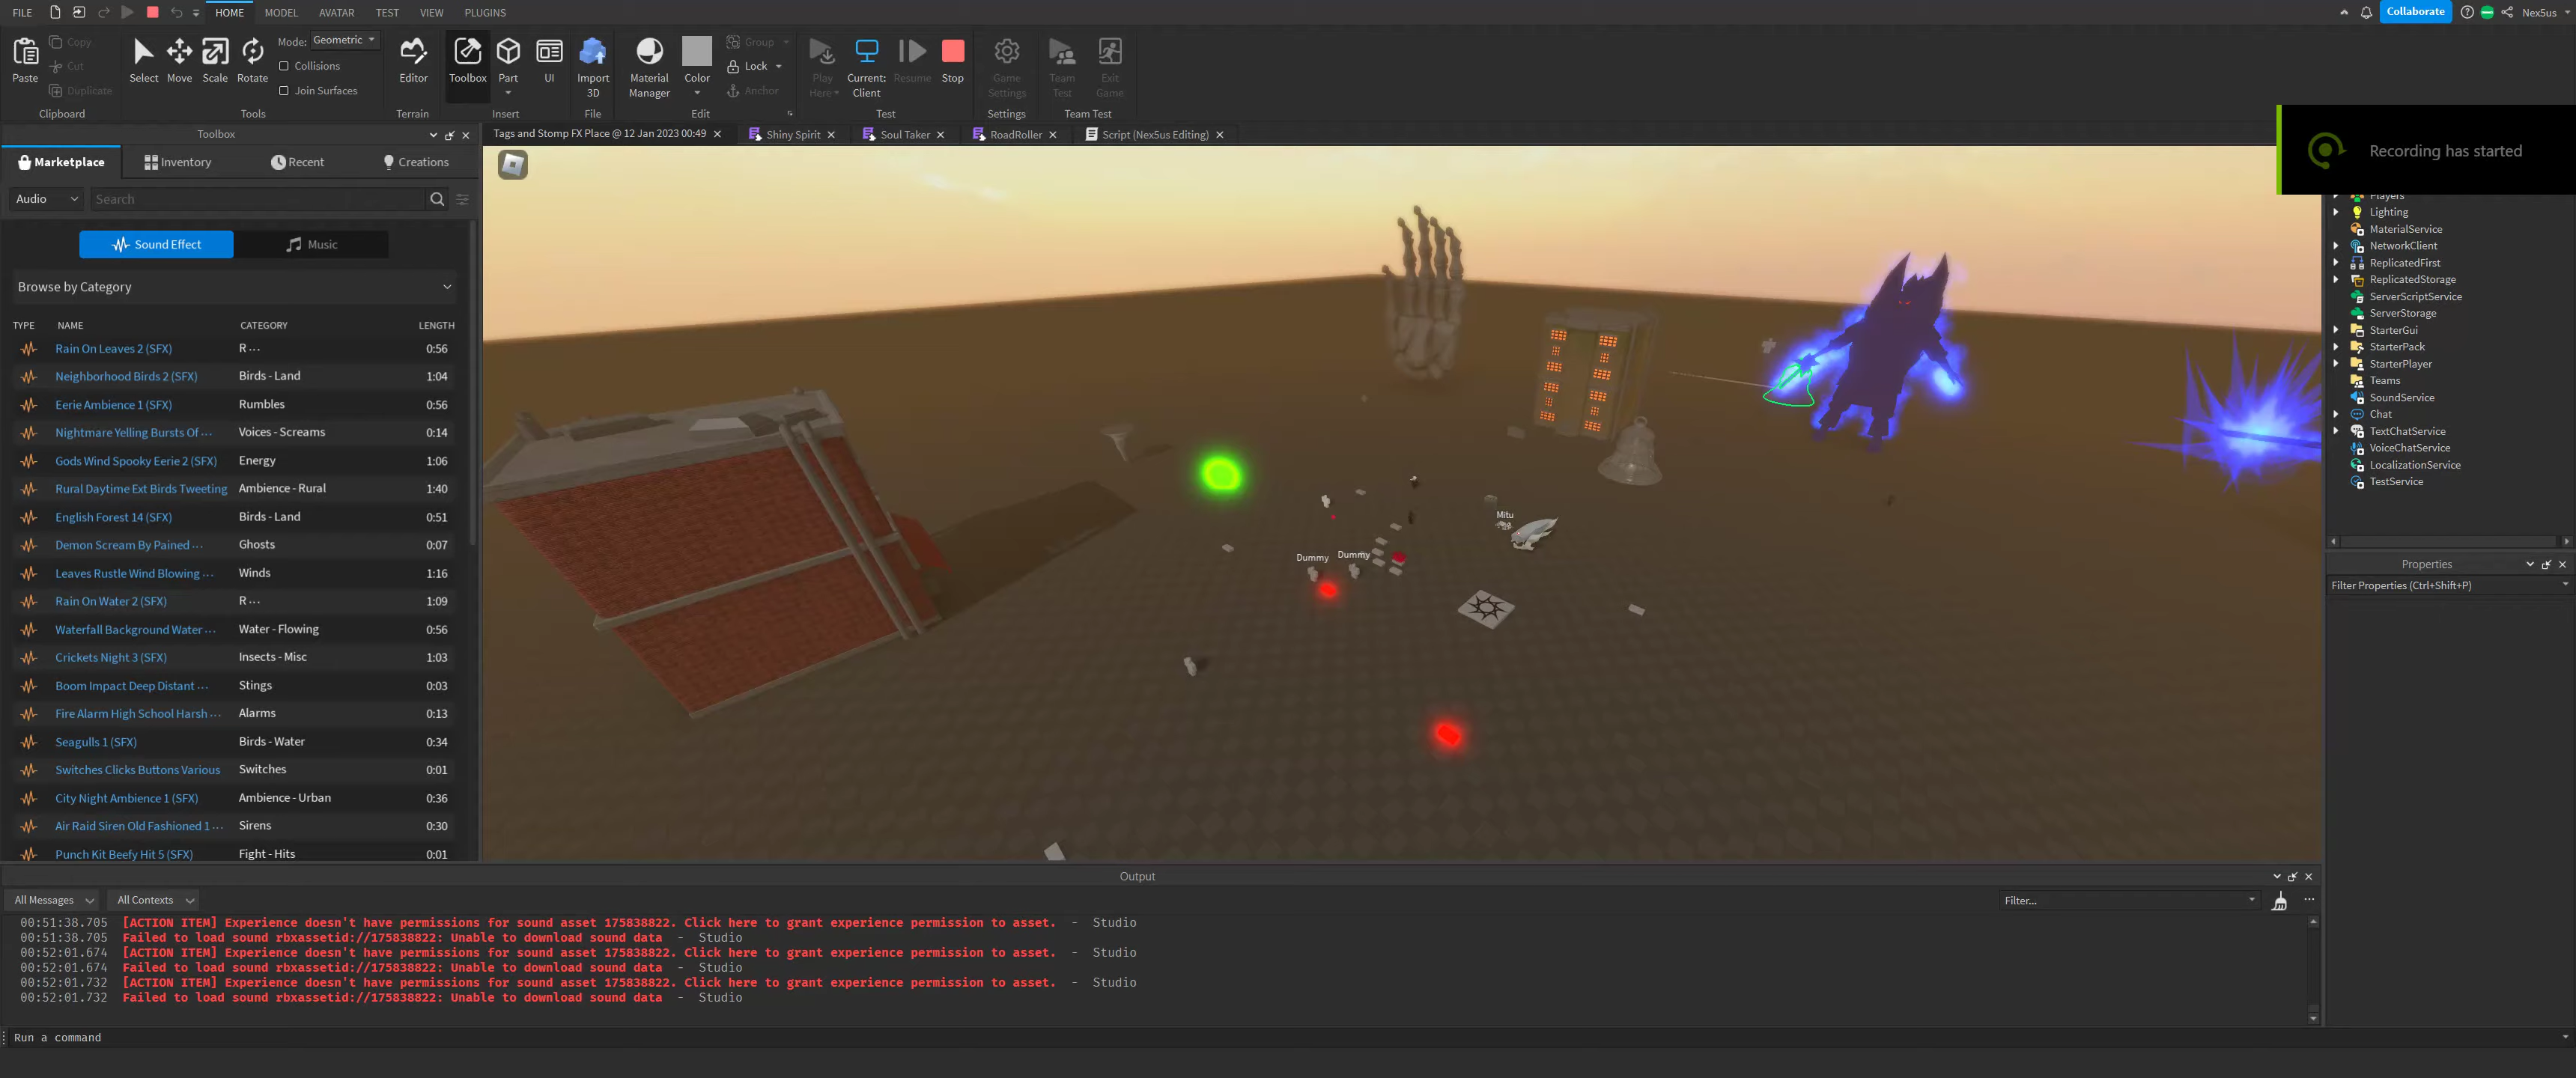 FILE HOME MODEL AVATAR TEST VIEW PLUGINS Collaborate Nex5us
Copy Mode: Geometric Group
Cut Collisions Lock
Paste Duplicate Select Move Scale Rotate Join Surfaces Editor Toolbox Part UI Import 3D Material Manager Color Anchor Play Here Current: Client Resume Stop Game Settings Team Test Exit Game
Clipboard Tools Terrain Insert File Edit Test Settings Team Test
Toolbox
Tags and Stomp FX Place @ 12 Jan 2023 00:49 Shiny Spirit Soul Taker RoadRoller Script (Nex5us Editing)
Recording has started
Marketplace Inventory Recent Creations
Audio Search
Sound Effect Music
Browse by Category
TYPE NAME CATEGORY LENGTH
Rain On Leaves 2 (SFX) R ... 0:56
Neighborhood Birds 2 (SFX) Birds - Land 1:04
Eerie Ambience 1 (SFX) Rumbles 0:56
Nightmare Yelling Bursts Of ... Voices - Screams 0:14
Gods Wind Spooky Eerie 2 (SFX) Energy 1:06
Rural Daytime Ext Birds Tweeting Ambience - Rural 1:40
English Forest 14 (SFX) Birds - Land 0:51
Demon Scream By Pained ... Ghosts 0:07
Leaves Rustle Wind Blowing ... Winds 1:16
Rain On Water 2 (SFX) R ... 1:09
Waterfall Background Water ... Water - Flowing 0:56
Crickets Night 3 (SFX) Insects - Misc 1:03
Boom Impact Deep Distant ... Stings 0:03
Fire Alarm High School Harsh ... Alarms 0:13
Seagulls 1 (SFX) Birds - Water 0:34
Switches Clicks Buttons Various Switches 0:01
City Night Ambience 1 (SFX) Ambience - Urban 0:36
Air Raid Siren Old Fashioned 1 ... Sirens 0:30
Punch Kit Beefy Hit 5 (SFX) Fight - Hits 0:01
Mitu
Dummy Dummy
Players
Lighting
MaterialService
NetworkClient
ReplicatedFirst
ReplicatedStorage
ServerScriptService
ServerStorage
StarterGui
StarterPack
StarterPlayer
Teams
SoundService
Chat
TextChatService
VoiceChatService
LocalizationService
TestService
Properties
Filter Properties (Ctrl+Shift+P)
Output
All Messages All Contexts Filter...
00:51:38.705 [ACTION ITEM] Experience doesn't have permissions for sound asset 175838822. Click here to grant experience permission to asset. - Studio
00:51:38.705 Failed to load sound rbxassetid://175838822: Unable to download sound data - Studio
00:52:01.674 [ACTION ITEM] Experience doesn't have permissions for sound asset 175838822. Click here to grant experience permission to asset. - Studio
00:52:01.674 Failed to load sound rbxassetid://175838822: Unable to download sound data - Studio
00:52:01.732 [ACTION ITEM] Experience doesn't have permissions for sound asset 175838822. Click here to grant experience permission to asset. - Studio
00:52:01.732 Failed to load sound rbxassetid://175838822: Unable to download sound data - Studio
Run a command